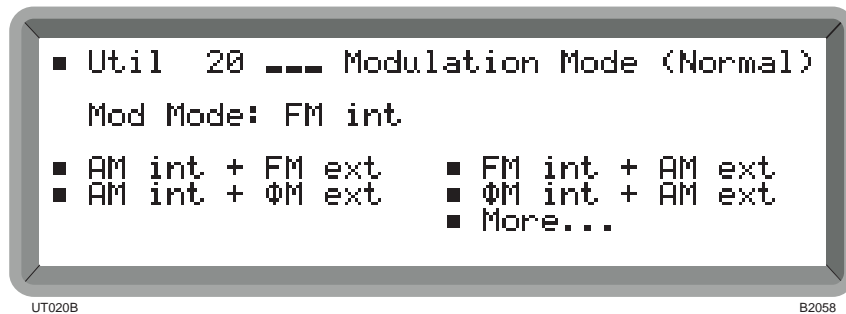 ▪ Util 20 ___ Modulation Mode (Normal)
Mod Mode: FM int
▪ AM int + FM ext ▪ FM int + AM ext
▪ AM int + ΦM ext ▪ ΦM int + AM ext
▪ More...
UT020B B2058